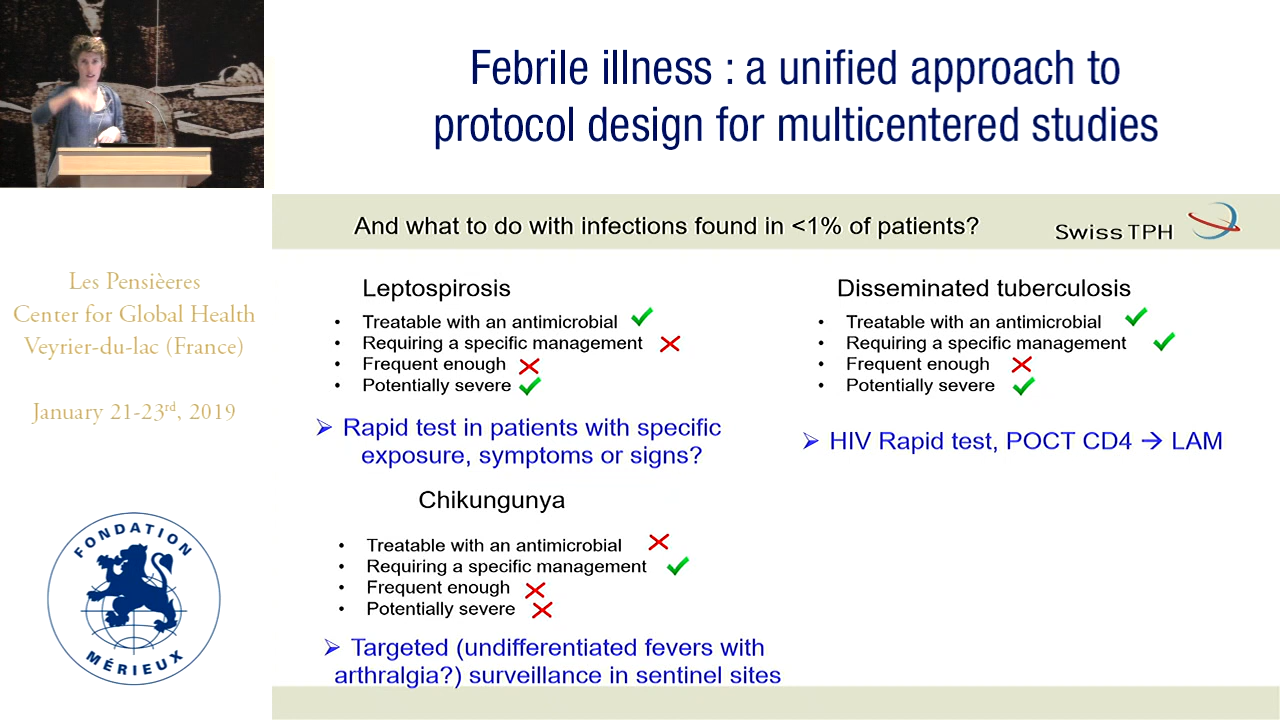 Febrile illness : a unified approach to
protocol design for multicentered studies
And what to do with infections found in <1% of patients?
Swiss TPH
Les Pensièeres
Center for Global Health
Veyrier-du-lac (France)
January 21-23rd, 2019
FONDATION
MÉRIEUX
Leptospirosis
• Treatable with an antimicrobial ✓
• Requiring a specific management ✗
• Frequent enough ✗
• Potentially severe ✓
➢ Rapid test in patients with specific
exposure, symptoms or signs?
Disseminated tuberculosis
• Treatable with an antimicrobial ✓
• Requiring a specific management ✓
• Frequent enough ✗
• Potentially severe ✓
➢ HIV Rapid test, POCT CD4 → LAM
Chikungunya
• Treatable with an antimicrobial ✗
• Requiring a specific management ✓
• Frequent enough ✗
• Potentially severe ✗
➢ Targeted (undifferentiated fevers with
arthralgia?) surveillance in sentinel sites